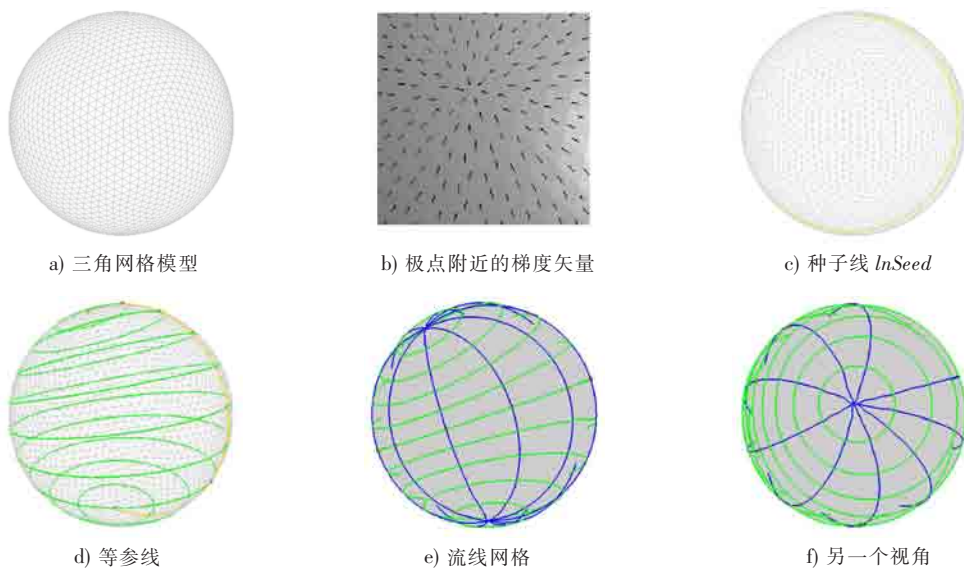 a) 三角网格模型
b) 极点附近的梯度矢量
c) 种子线 lnSeed
d) 等参线
e) 流线网格
f) 另一个视角